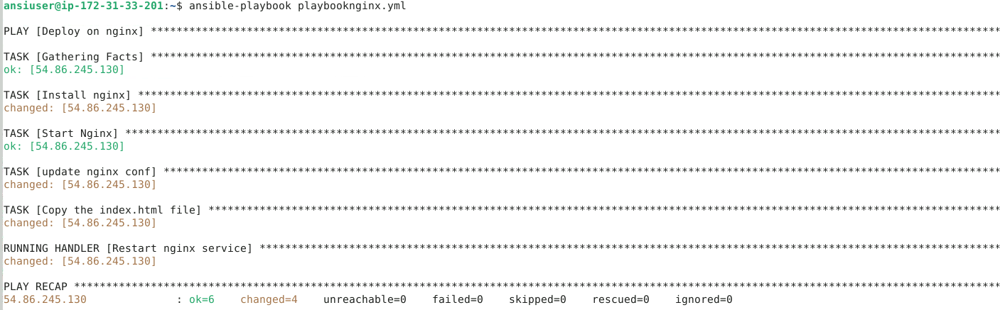 ansiuser@ip-172-31-33-201:~$ ansible-playbook playbooknginx.yml
PLAY [Deploy on nginx] *************************************************************************************************************************************
TASK [Gathering Facts] *************************************************************************************************************************************
ok: [54.86.245.130]
TASK [Install nginx] ***************************************************************************************************************************************
changed: [54.86.245.130]
TASK [Start Nginx] *****************************************************************************************************************************************
ok: [54.86.245.130]
TASK [update nginx conf] ***********************************************************************************************************************************
changed: [54.86.245.130]
TASK [Copy the index.html file] ****************************************************************************************************************************
changed: [54.86.245.130]
RUNNING HANDLER [Restart nginx service] ********************************************************************************************************************
changed: [54.86.245.130]
PLAY RECAP *************************************************************************************************************************************************
54.86.245.130              : ok=6    changed=4    unreachable=0    failed=0    skipped=0    rescued=0    ignored=0